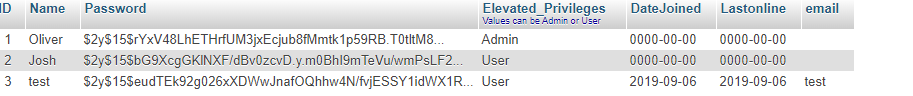 ID Name Password Elevated_Privileges DateJoined Lastonline email
Values can be Admin or User
1 Oliver $2y$15$rYxV48LhETHrfUM3jxEcjub8fMmtk1p59RB.T0tltM8... Admin 0000-00-00 0000-00-00
2 Josh $2y$15$bG9XcgGKlNXF/dBv0zcvD.y.m0BhI9mTeVu/wmPsLF2... User 0000-00-00 0000-00-00
3 test $2y$15$eudTEk92g026xXDWwJnafOQhhw4N/fvjESSY1idWX1R... User 2019-09-06 2019-09-06 test